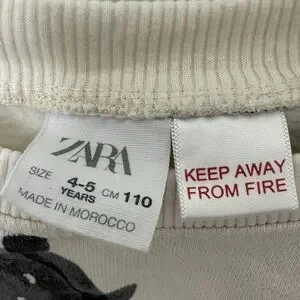 ZARA
SIZE 4-5 YEARS CM 110
MADE IN MOROCCO
KEEP AWAY
FROM FIRE